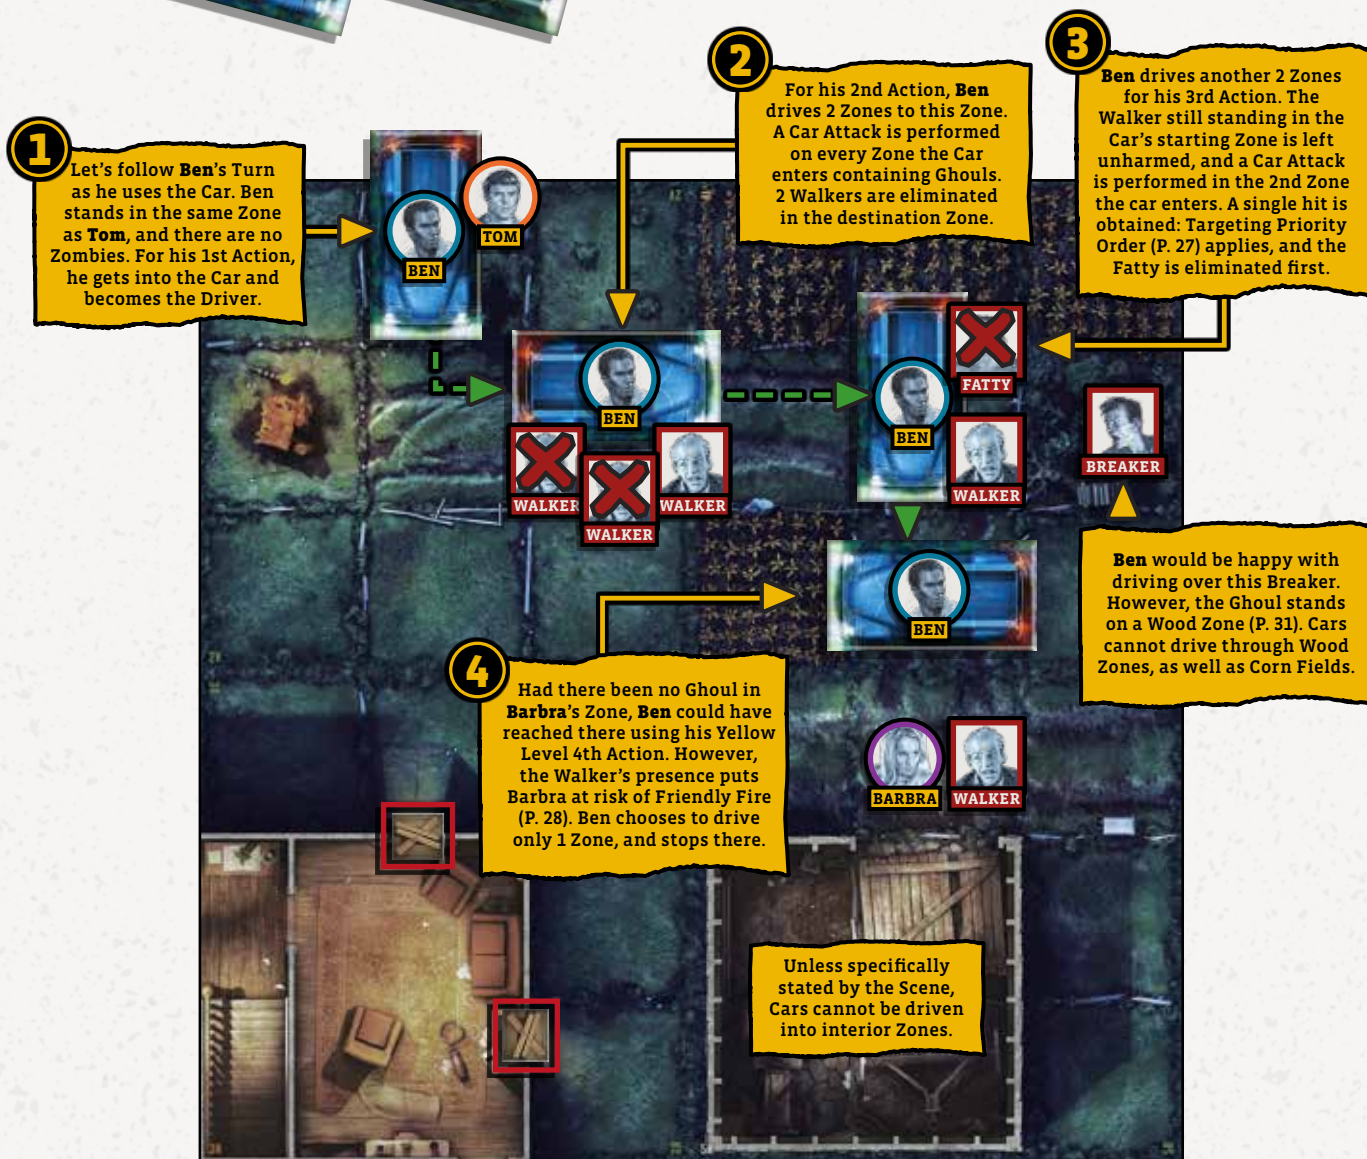 1
Let's follow Ben's Turn
as he uses the Car. Ben
stands in the same Zone
as Tom, and there are no
Zombies. For his 1st Action,
he gets into the Car and
becomes the Driver.
BEN
TOM
2
For his 2nd Action, Ben
drives 2 Zones to this Zone.
A Car Attack is performed
on every Zone the Car
enters containing Ghouls.
2 Walkers are eliminated
in the destination Zone.
3
Ben drives another 2 Zones
for his 3rd Action. The
Walker still standing in the
Car's starting Zone is left
unharmed, and a Car Attack
is performed in the 2nd Zone
the car enters. A single hit is
obtained: Targeting Priority
Order (P. 27) applies, and the
Fatty is eliminated first.
BEN
WALKER
WALKER
WALKER
BEN
FATTY
WALKER
BREAKER
Ben would be happy with
driving over this Breaker.
However, the Ghoul stands
on a Wood Zone (P. 31). Cars
cannot drive through Wood
Zones, as well as Corn Fields.
BEN
4
Had there been no Ghoul in
Barbra's Zone, Ben could have
reached there using his Yellow
Level 4th Action. However,
the Walker's presence puts
Barbra at risk of Friendly Fire
(P. 28). Ben chooses to drive
only 1 Zone, and stops there.
BARBRA
WALKER
Unless specifically
stated by the Scene,
Cars cannot be driven
into interior Zones.